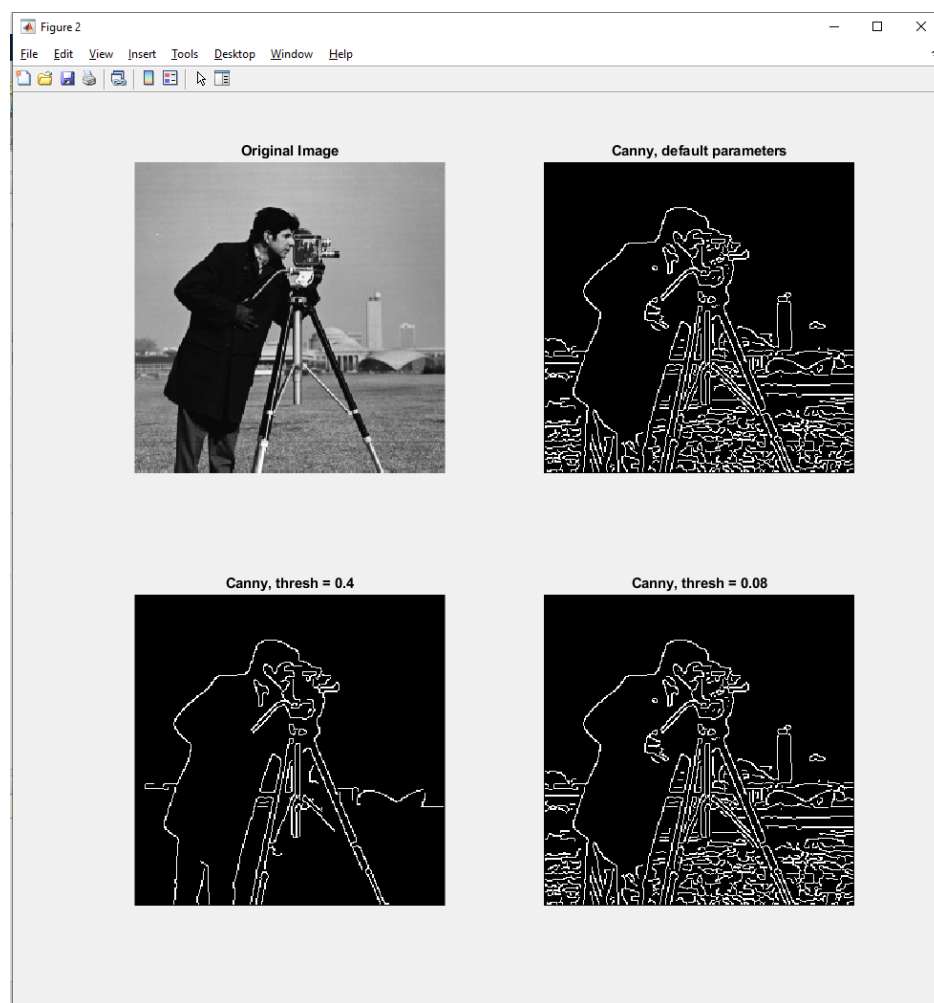 Figure 2
File Edit View Insert Tools Desktop Window Help
Original Image
Canny, default parameters
Canny, thresh = 0.4
Canny, thresh = 0.08